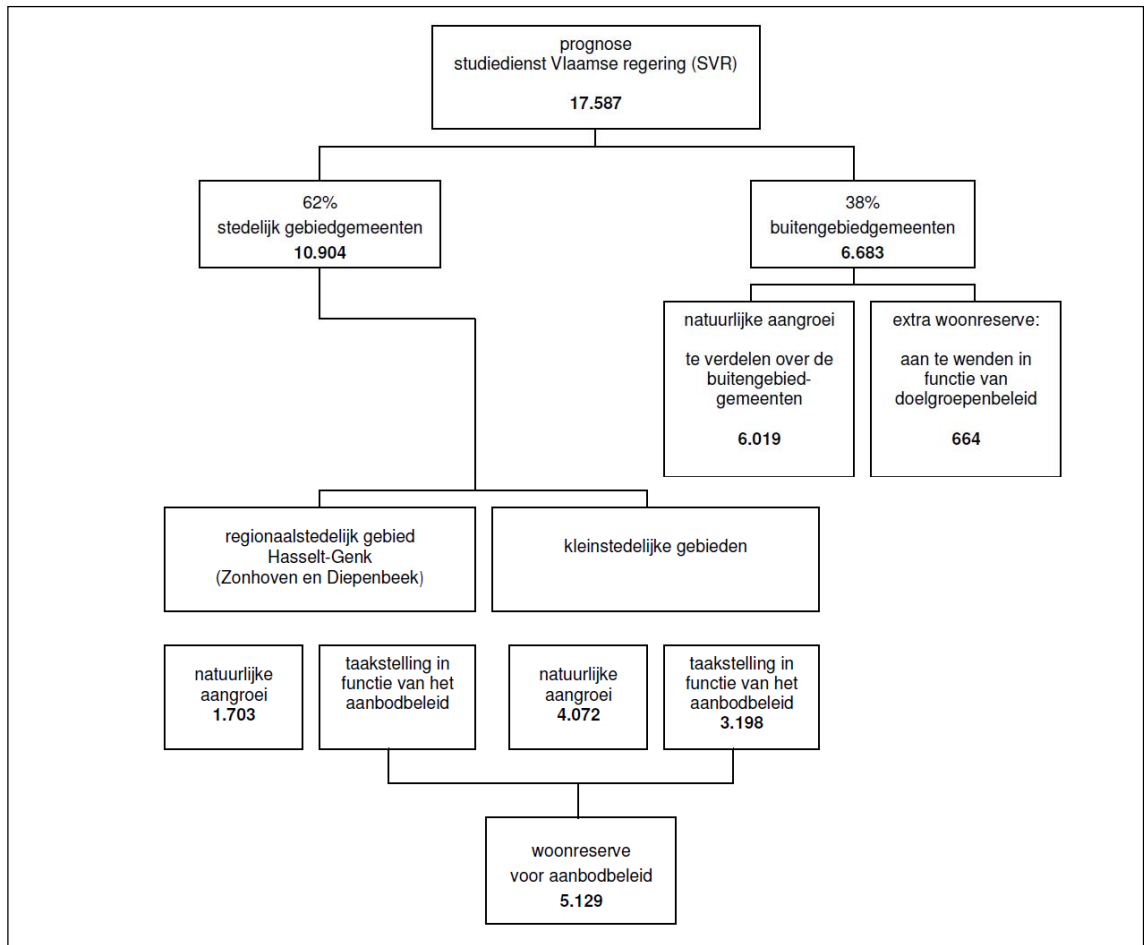 prognose
studiedienst Vlaamse regering (SVR)
17.587
62%
stedelijk gebiedgemeenten
10.904
38%
buitengebiedgemeenten
6.683
natuurlijke aangroei
te verdelen over de
buitengebied-
gemeenten
6.019
extra woonreserve:
aan te wenden in
functie van
doelgroepenbeleid
664
regionaalstedelijk gebied
Hasselt-Genk
(Zonhoven en Diepenbeek)
kleinstedelijke gebieden
natuurlijke
aangroei
1.703
taakstelling in
functie van het
aanbodbeleid
natuurlijke
aangroei
4.072
taakstelling in
functie van het
aanbodbeleid
3.198
woonreserve
voor aanbodbeleid
5.129